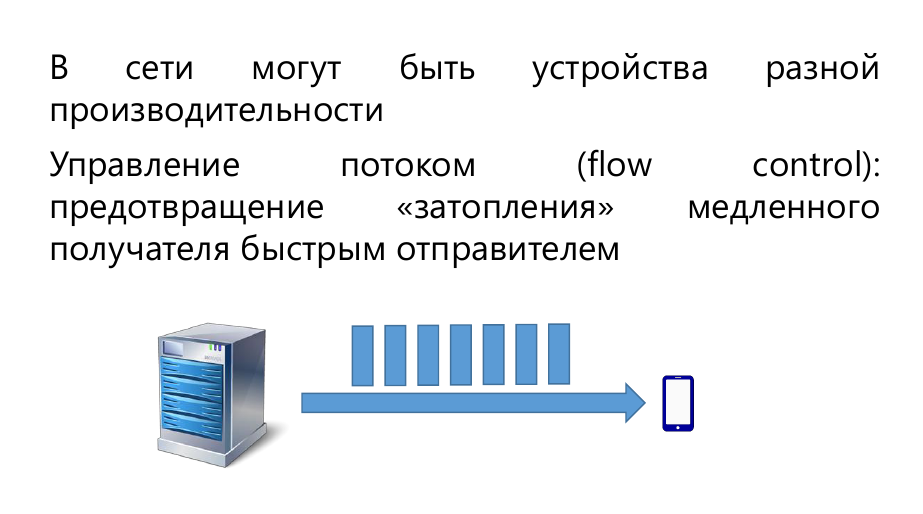 В сети могут быть устройства разной
производительности
Управление потоком (flow control):
предотвращение «затопления» медленного
получателя быстрым отправителем